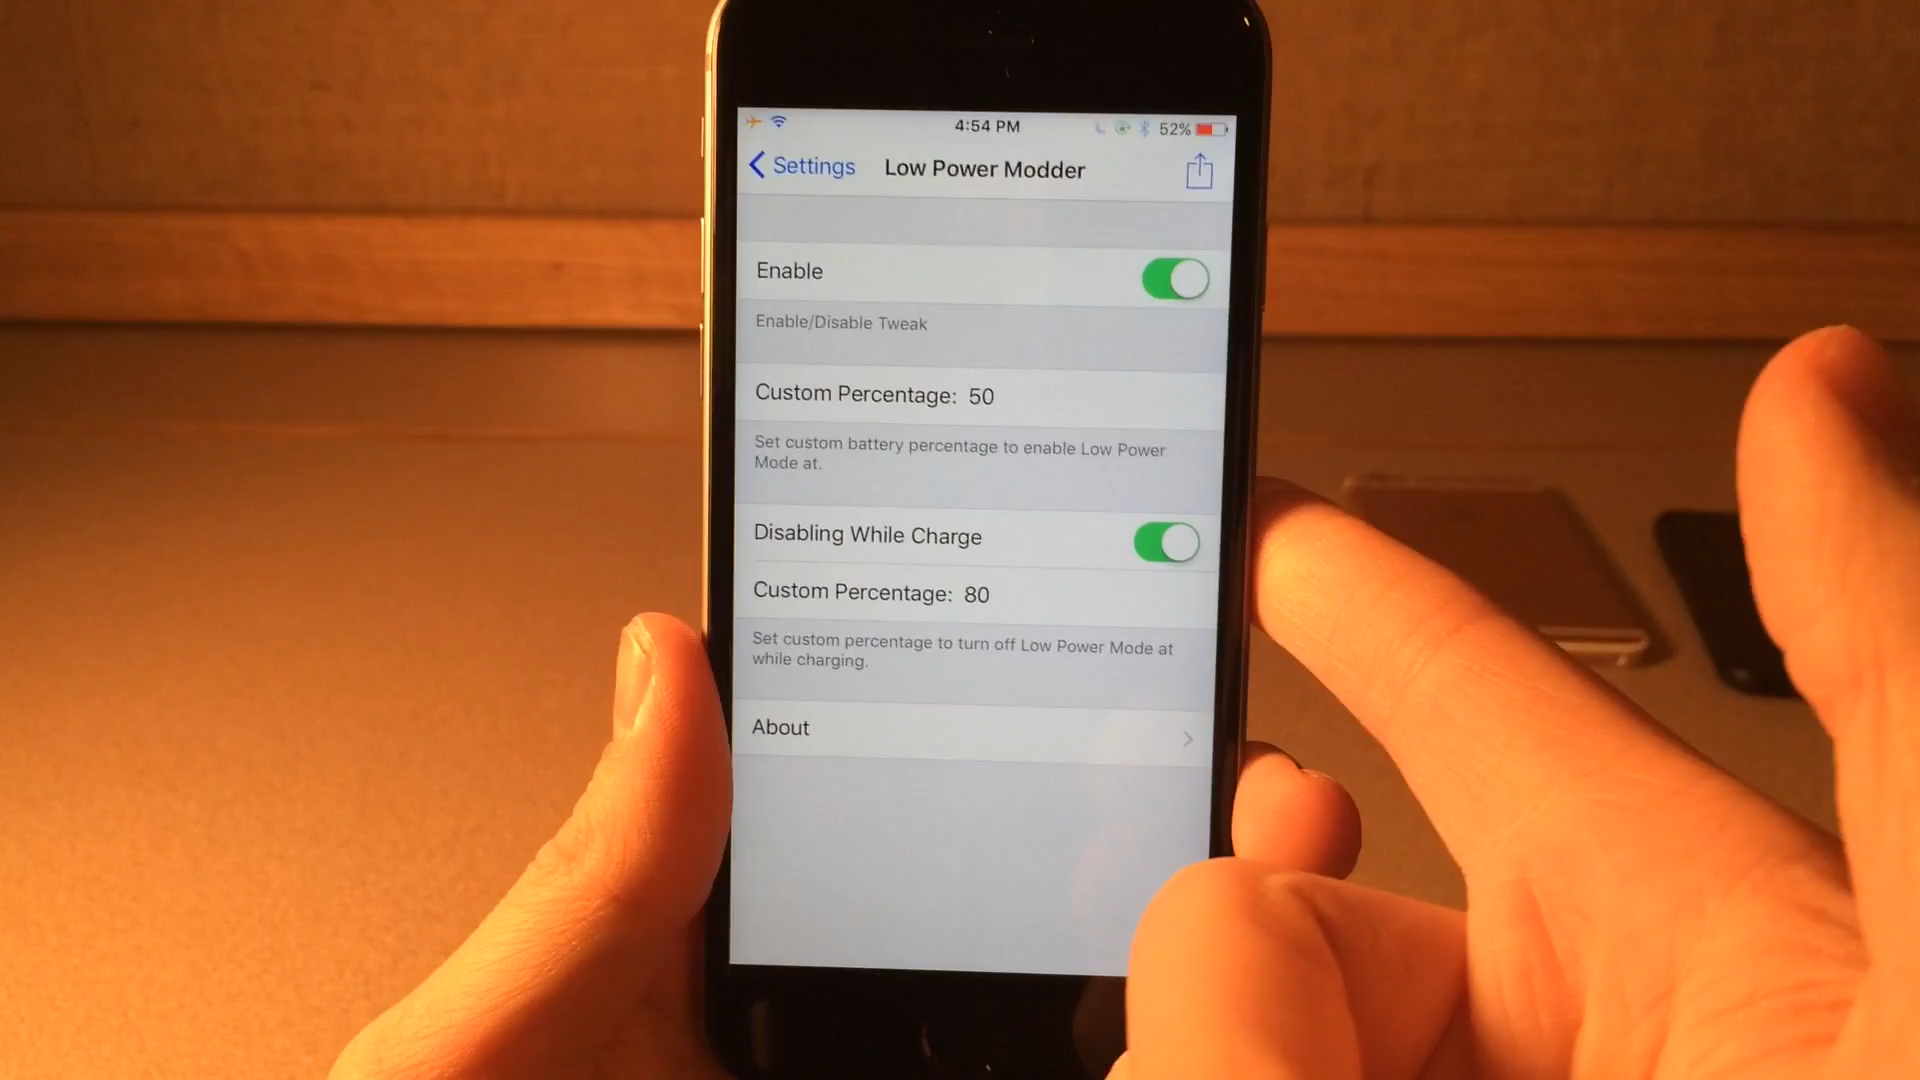 4:54 PM
52%
Settings
Low Power Modder
Enable
Enable/Disable Tweak
Custom Percentage: 50
Set custom battery percentage to enable Low Power
Mode at.
Disabling While Charge
Custom Percentage: 80
Set custom percentage to turn off Low Power Mode at
while charging.
About